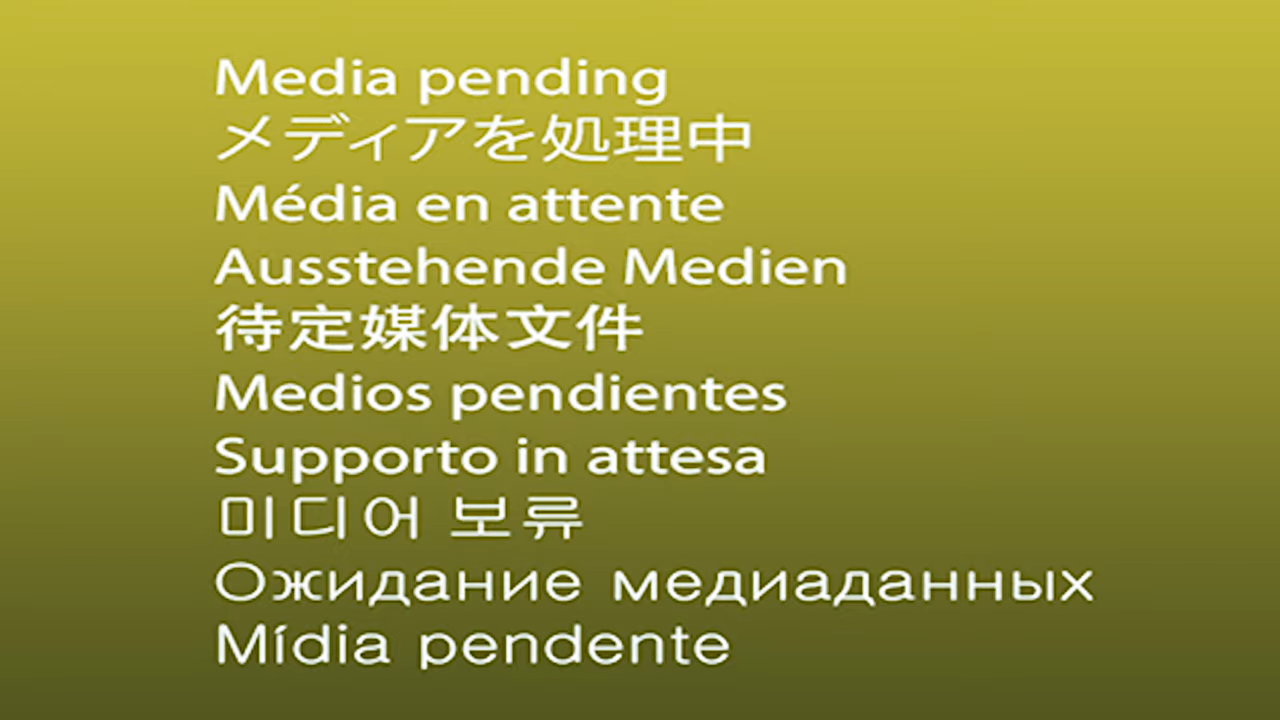 Media pending
メディアを処理中
Média en attente
Ausstehende Medien
待定媒体文件
Medios pendientes
Supporto in attesa
미디어 보류
Ожидание медиаданных
Mídia pendente